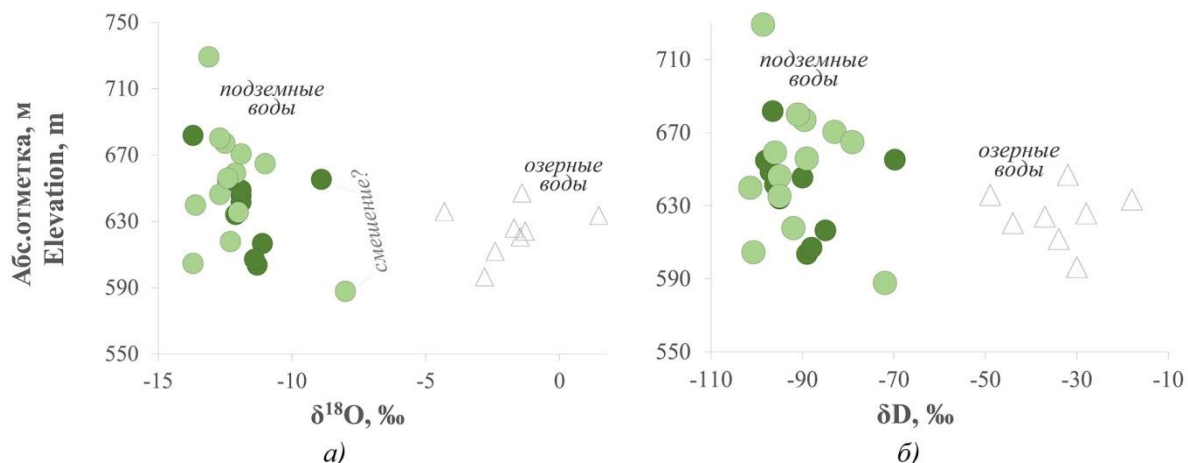 Абс.отметка, м
Elevation, m
750
710
670
630
590
550
-15
-10
-5
0
подземные
воды
озерные
воды
смешение?
δ¹⁸O, ‰
а)
710
670
630
590
550
-110
-90
-70
-50
-30
-10
подземные
воды
озерные
воды
δD, ‰
б)